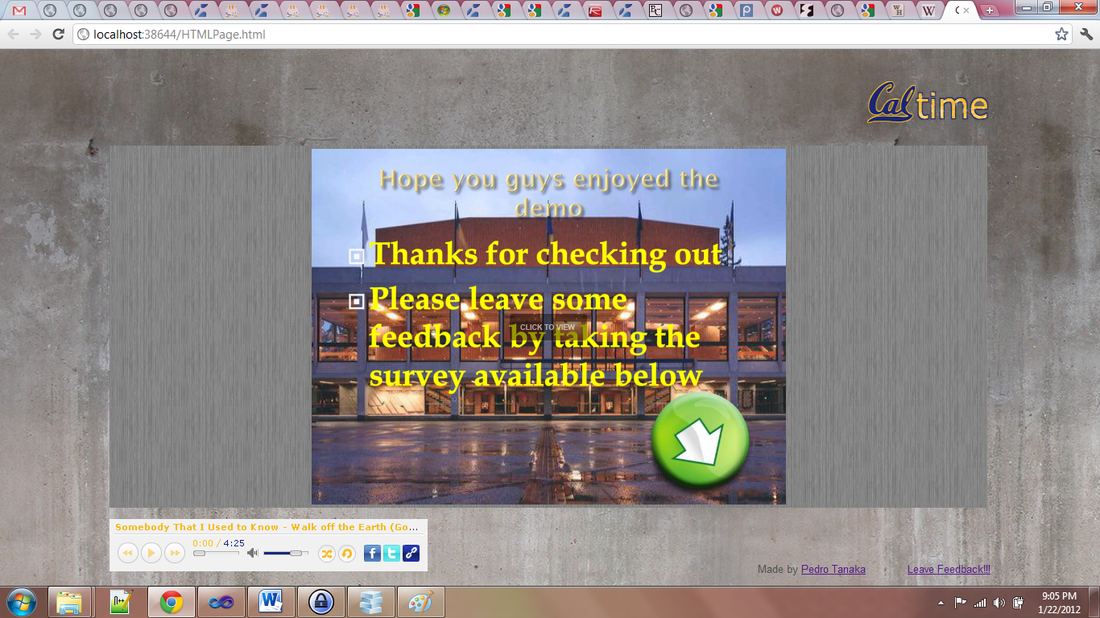 localhost:38644/HTMLPage.html
Cal time
Hope you guys enjoyed the
demo
Thanks for checking out
Please leave some
feedback by taking the
survey available below
CLICK TO VIEW
Somebody That I Used to Know - Walk off the Earth (Go...
0:00 / 4:25
Made by Pedro Tanaka
Leave Feedback!!!
9:05 PM
1/22/2012